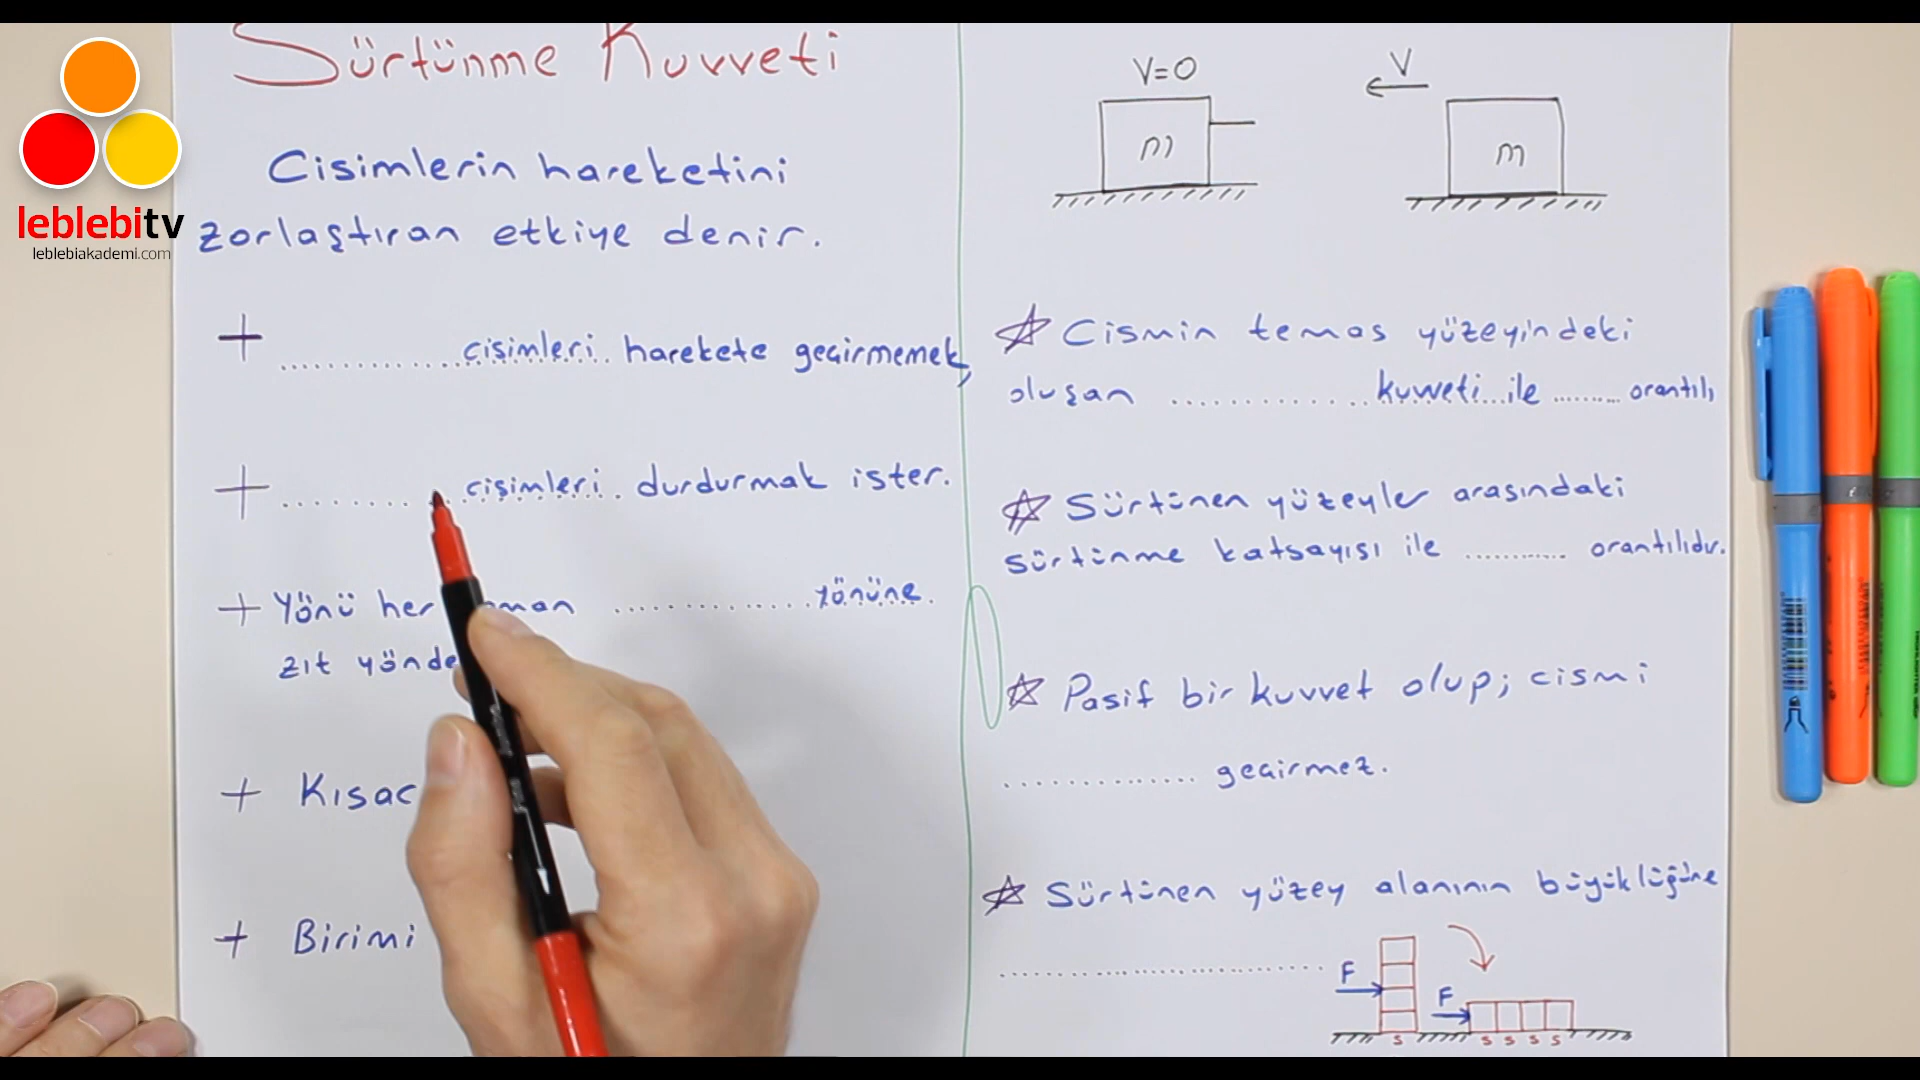 leblebitv
leblebiakademi.com
Sürtünme Kuvveti
Cisimlerin hareketini
zorlaştıran etkiye denir.
+ .................cisimleri.. harekete geçirmemek,
+ ..............cisimleri. durdurmak ister.
+ Yönü her ............. yönüne.
zıt yönde
+ Kısac
+ Birimi
V=0
m
V
m
☆ Cismin temas yüzeyindeki
oluşan .............kuvveti...ile ......... orantılı
☆ Sürtünen yüzeyler arasındaki
sürtünme katsayısı ile ........... orantılıdır.
☆ Pasif bir kuvvet olup; cismi
.............. geçirmez.
☆ Sürtünen yüzey alanının büyüklüğüne
............................
F
F
S
S S S S